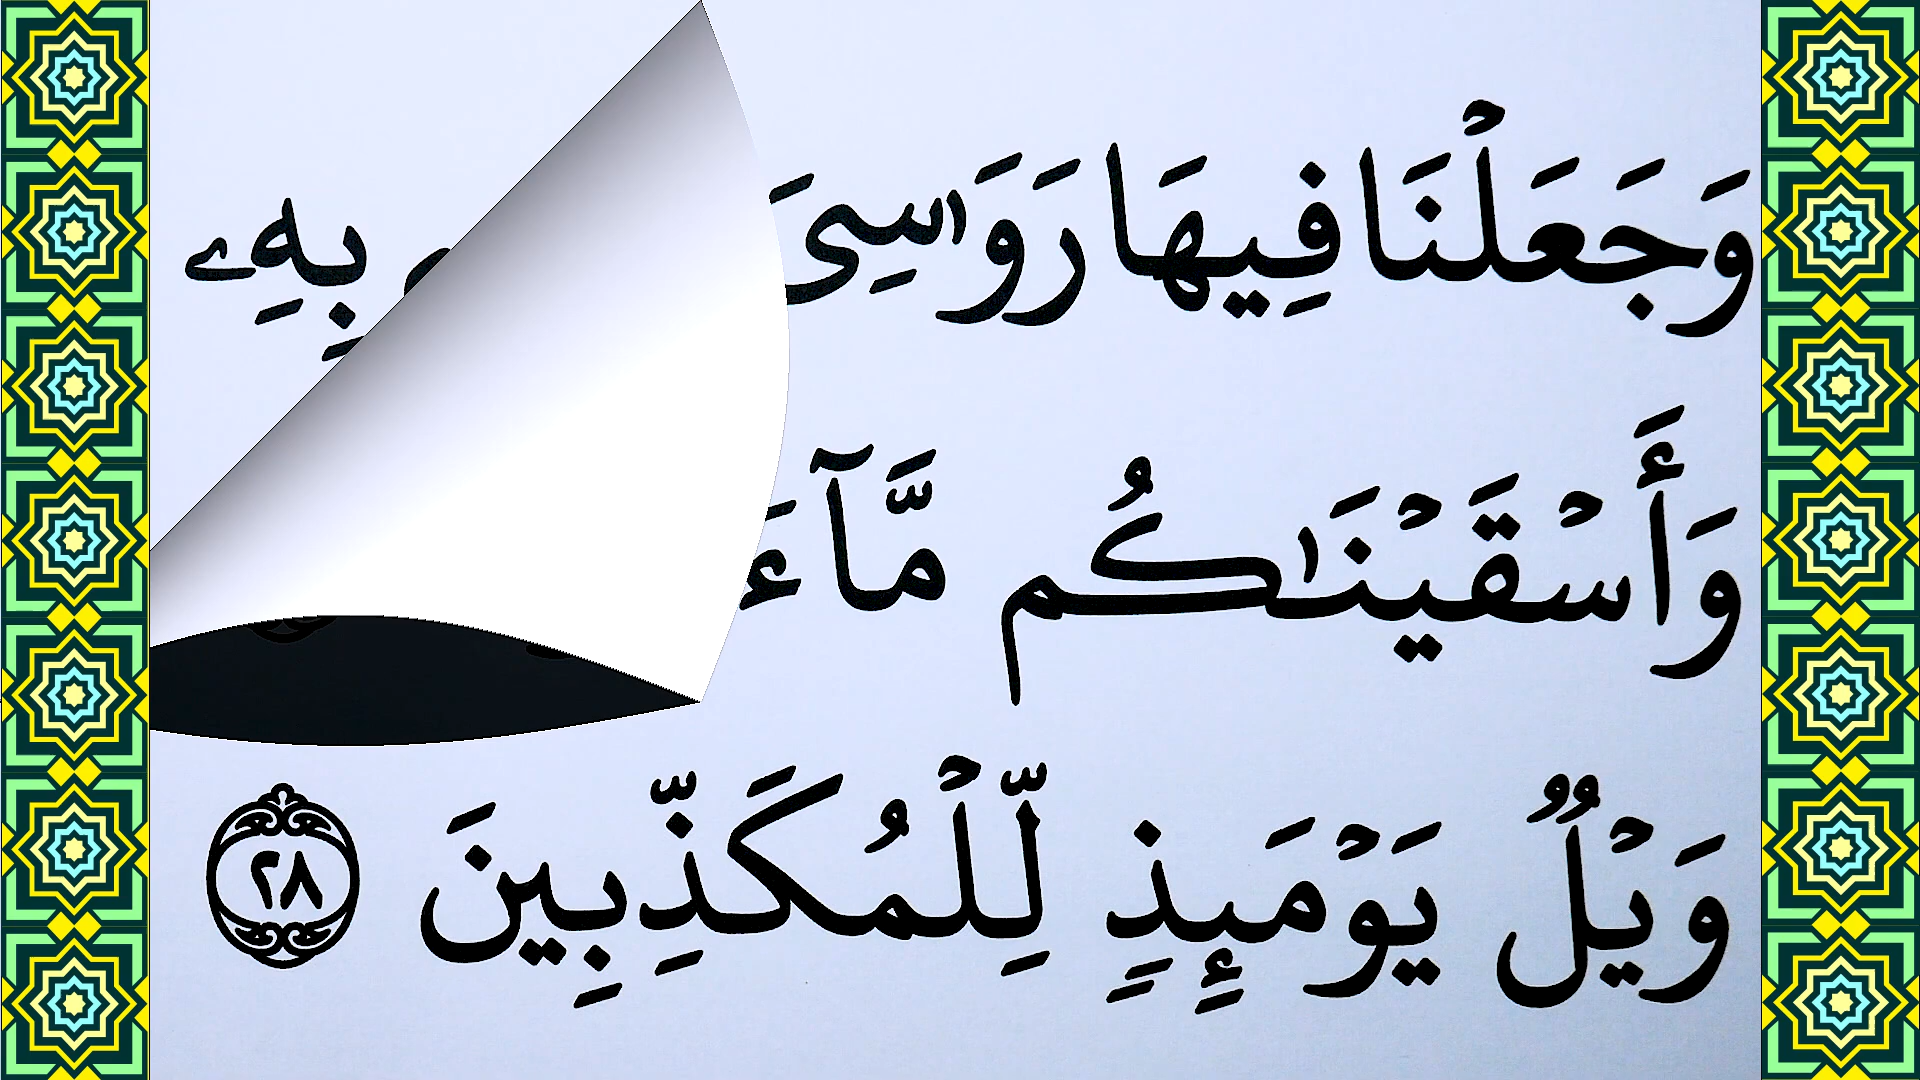 وَجَعَلْنَا فِيهَا رَوَٰسِىَ بِهِۦ
وَأَسْقَيْنَٰكُم مَّآءً
وَيْلٌ يَوْمَئِذٍ لِّلْمُكَذِّبِينَ ٢٨